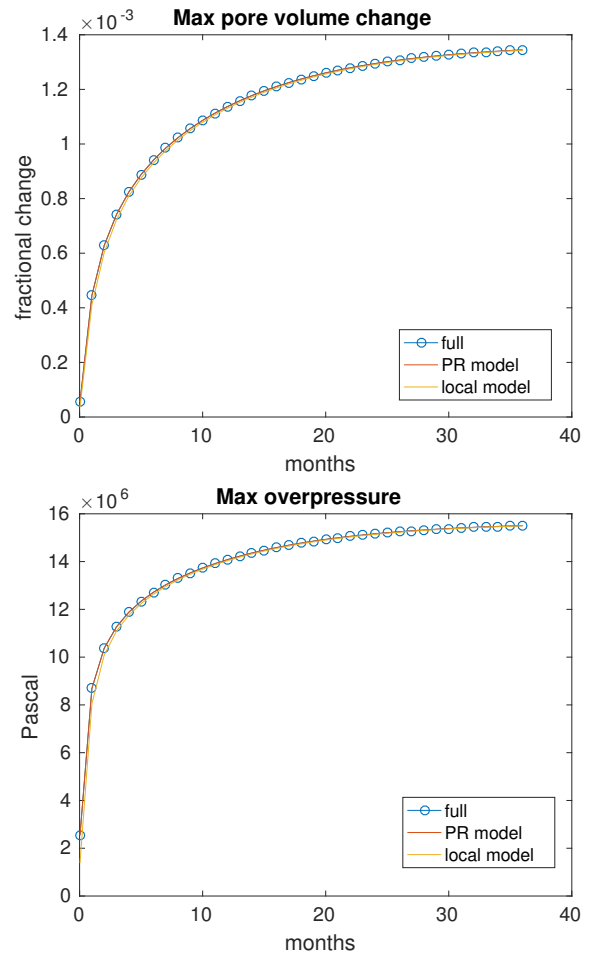 Max pore volume change
×10⁻³
1.4
1.2
1
0.8
0.6
0.4
0.2
0
fractional change
0 10 20 30 40
months
full
PR model
local model
Max overpressure
×10⁶
16
14
12
10
8
6
4
2
0
Pascal
0 10 20 30 40
months
full
PR model
local model